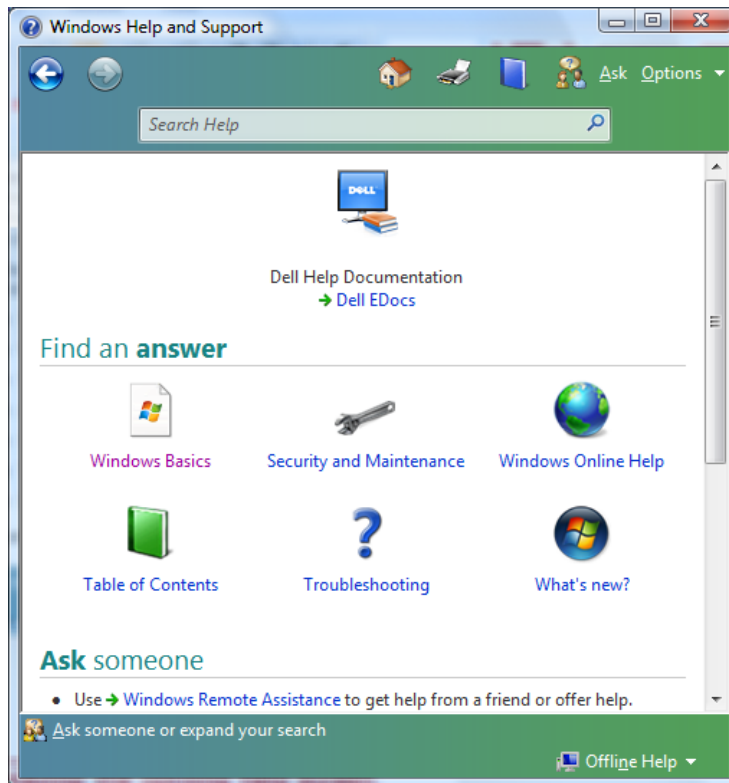 Windows Help and Support
Ask Options
Search Help
DELL
Dell Help Documentation
Dell EDocs
Find an answer
Windows Basics Security and Maintenance Windows Online Help
Table of Contents Troubleshooting What's new?
Ask someone
• Use Windows Remote Assistance to get help from a friend or offer help.
Ask someone or expand your search
Offline Help